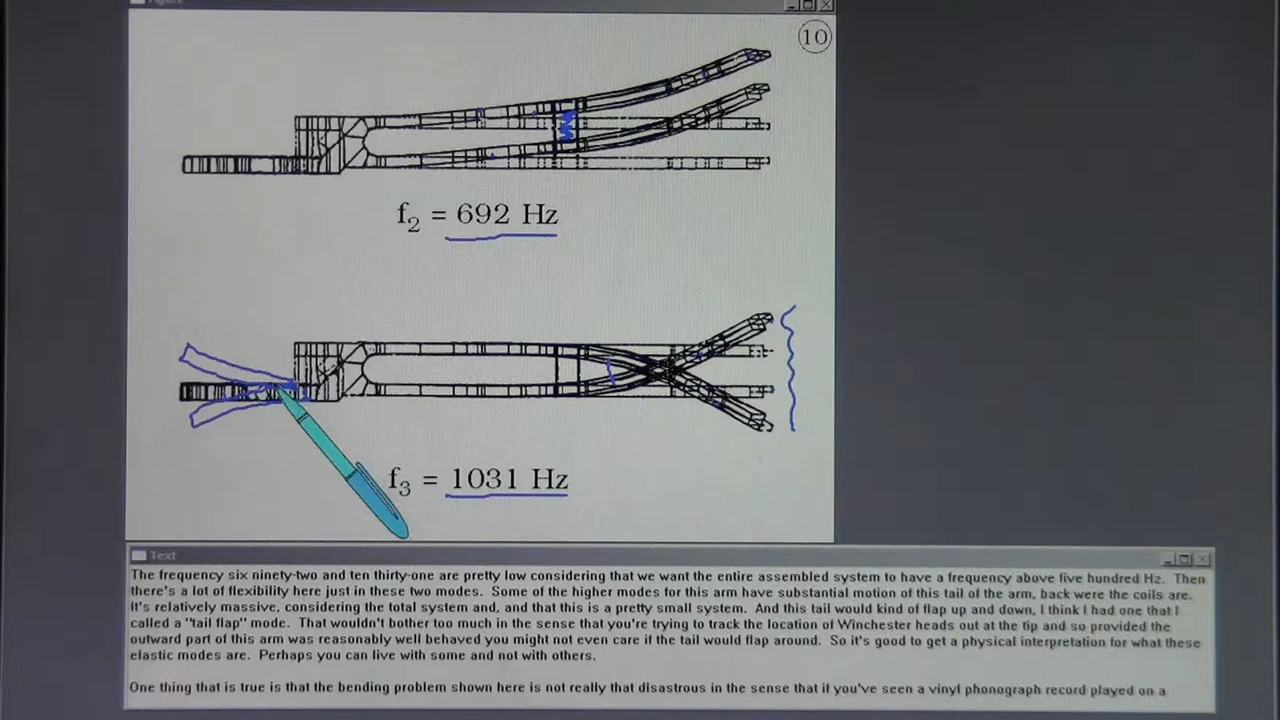 10
f2 = 692 Hz
f3 = 1031 Hz
Text
The frequency six ninety-two and ten thirty-one are pretty low considering that we want the entire assembled system to have a frequency above five hundred Hz. Then
there's a lot of flexibility here just in these two modes. Some of the higher modes for this arm have substantial motion of this tail of the arm, back were the coils are.
It's relatively massive, considering the total system and, and that this is a pretty small system. And this tail would kind of flap up and down, I think I had one that I
called a "tail flap" mode. That wouldn't bother too much in the sense that you're trying to track the location of Winchester heads out at the tip and so provided the
outward part of this arm was reasonably well behaved you might not even care if the tail would flap around. So it's good to get a physical interpretation for what these
elastic modes are. Perhaps you can live with some and not with others.
One thing that is true is that the bending problem shown here is not really that disastrous in the sense that if you've seen a vinyl phonograph record played on a